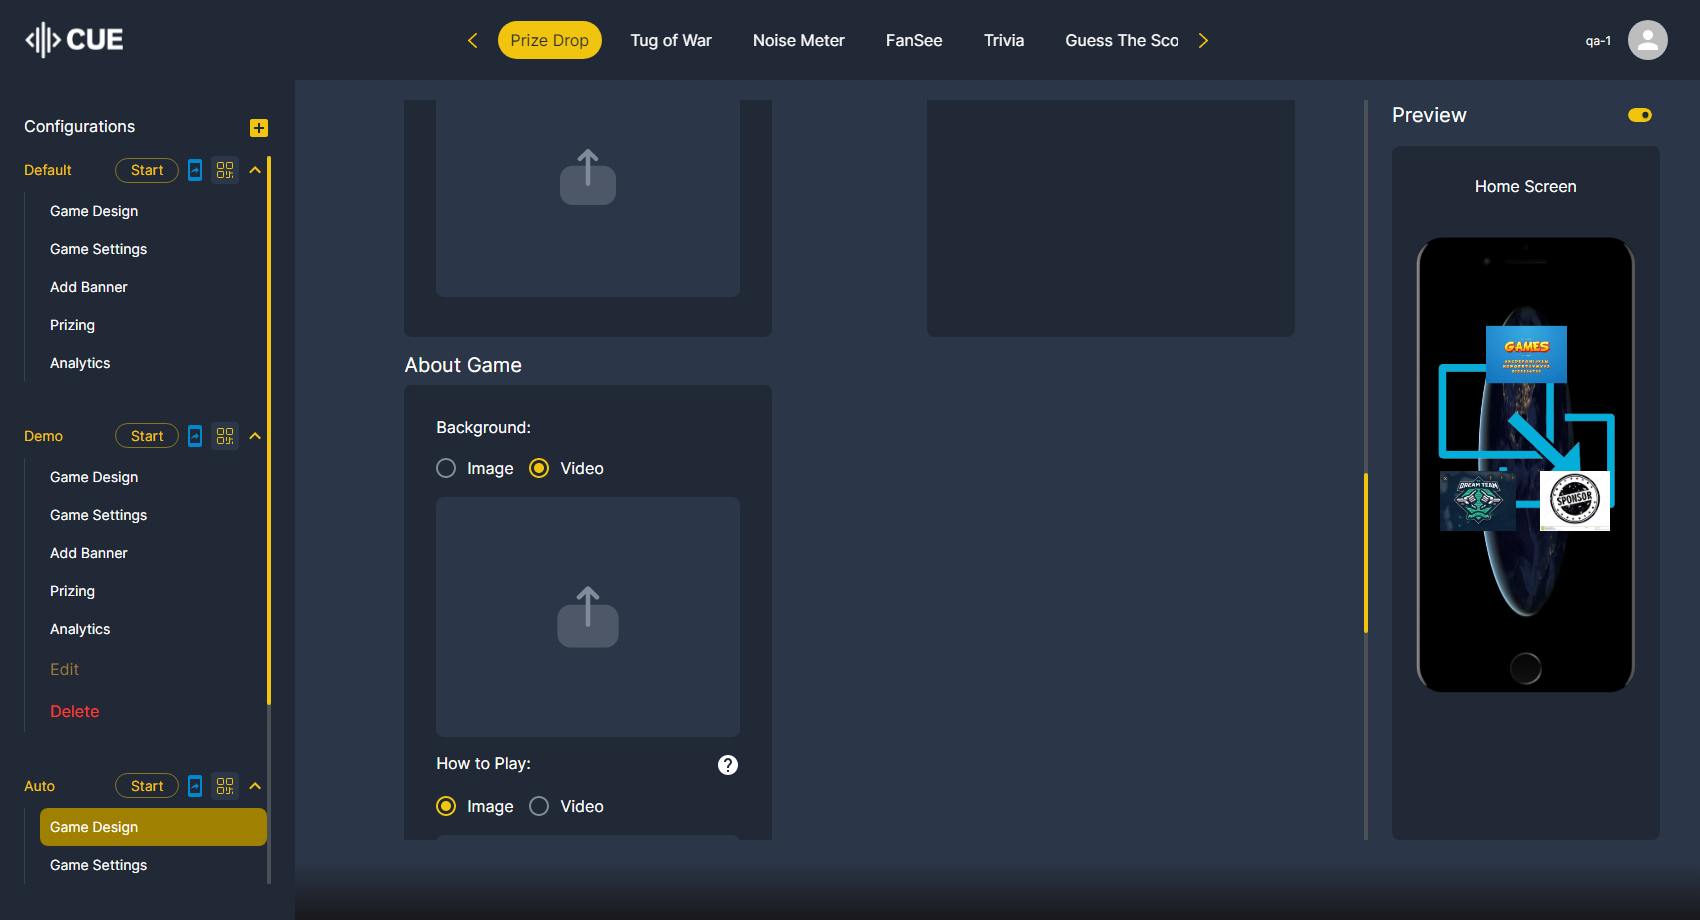 CUE
Prize Drop
Tug of War
Noise Meter
FanSee
Trivia
Guess The Sco
qa-1
Configurations
Default
Start
Game Design
Game Settings
Add Banner
Prizing
Analytics
Demo
Start
Game Design
Game Settings
Add Banner
Prizing
Analytics
Edit
Delete
Auto
Start
Game Design
Game Settings
About Game
Background:
Image
Video
How to Play:
?
Image
Video
Preview
Home Screen
GAMES
DREAM TEAM
SPONSOR